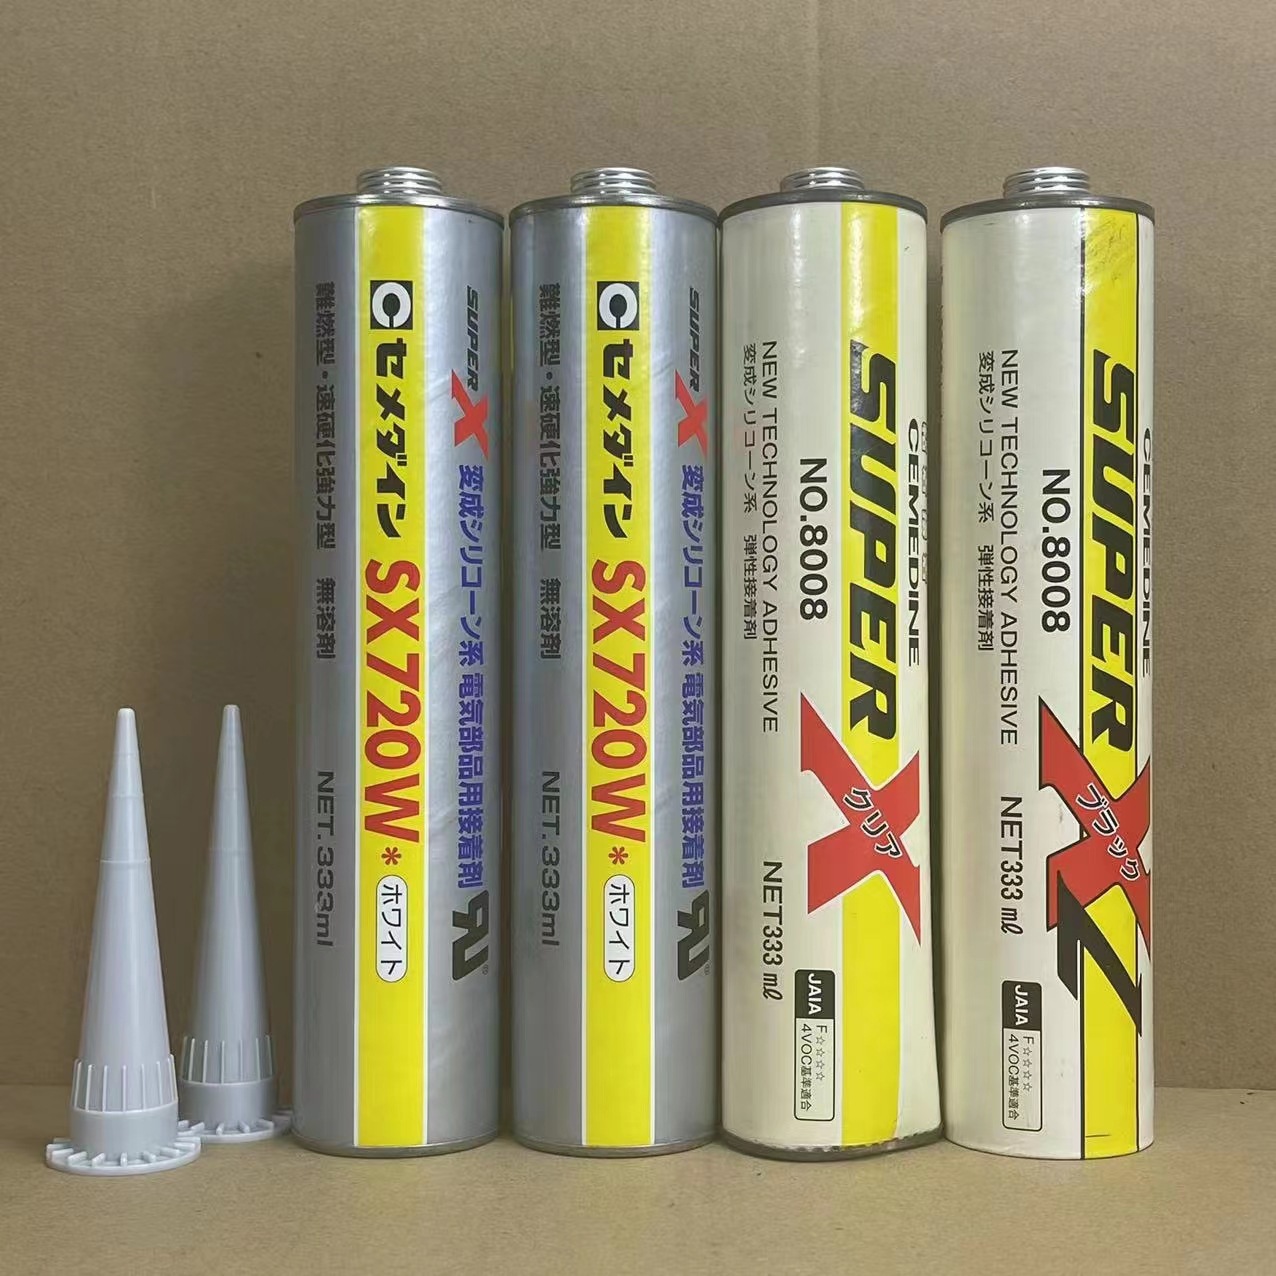 SUPER X 変成シリコーン系 電気部品用接着剤
セメダイン SX720W* ホワイト
難燃型・速硬化強力型 無溶剤 NET.333ml
SUPER X 変成シリコーン系 電気部品用接着剤
セメダイン SX720W* ホワイト
難燃型・速硬化強力型 無溶剤 NET.333ml
CEMEDINE
SUPER X クリア
NO.8008
NEW TECHNOLOGY ADHESIVE NET333㎖
変成シリコーン系 弾性接着剤
JAIA F☆☆☆☆
4VOC基準適合
CEMEDINE
SUPER X L ブラック
NO.8008
NEW TECHNOLOGY ADHESIVE NET333㎖
変成シリコーン系 弾性接着剤
JAIA F☆☆☆☆
4VOC基準適合